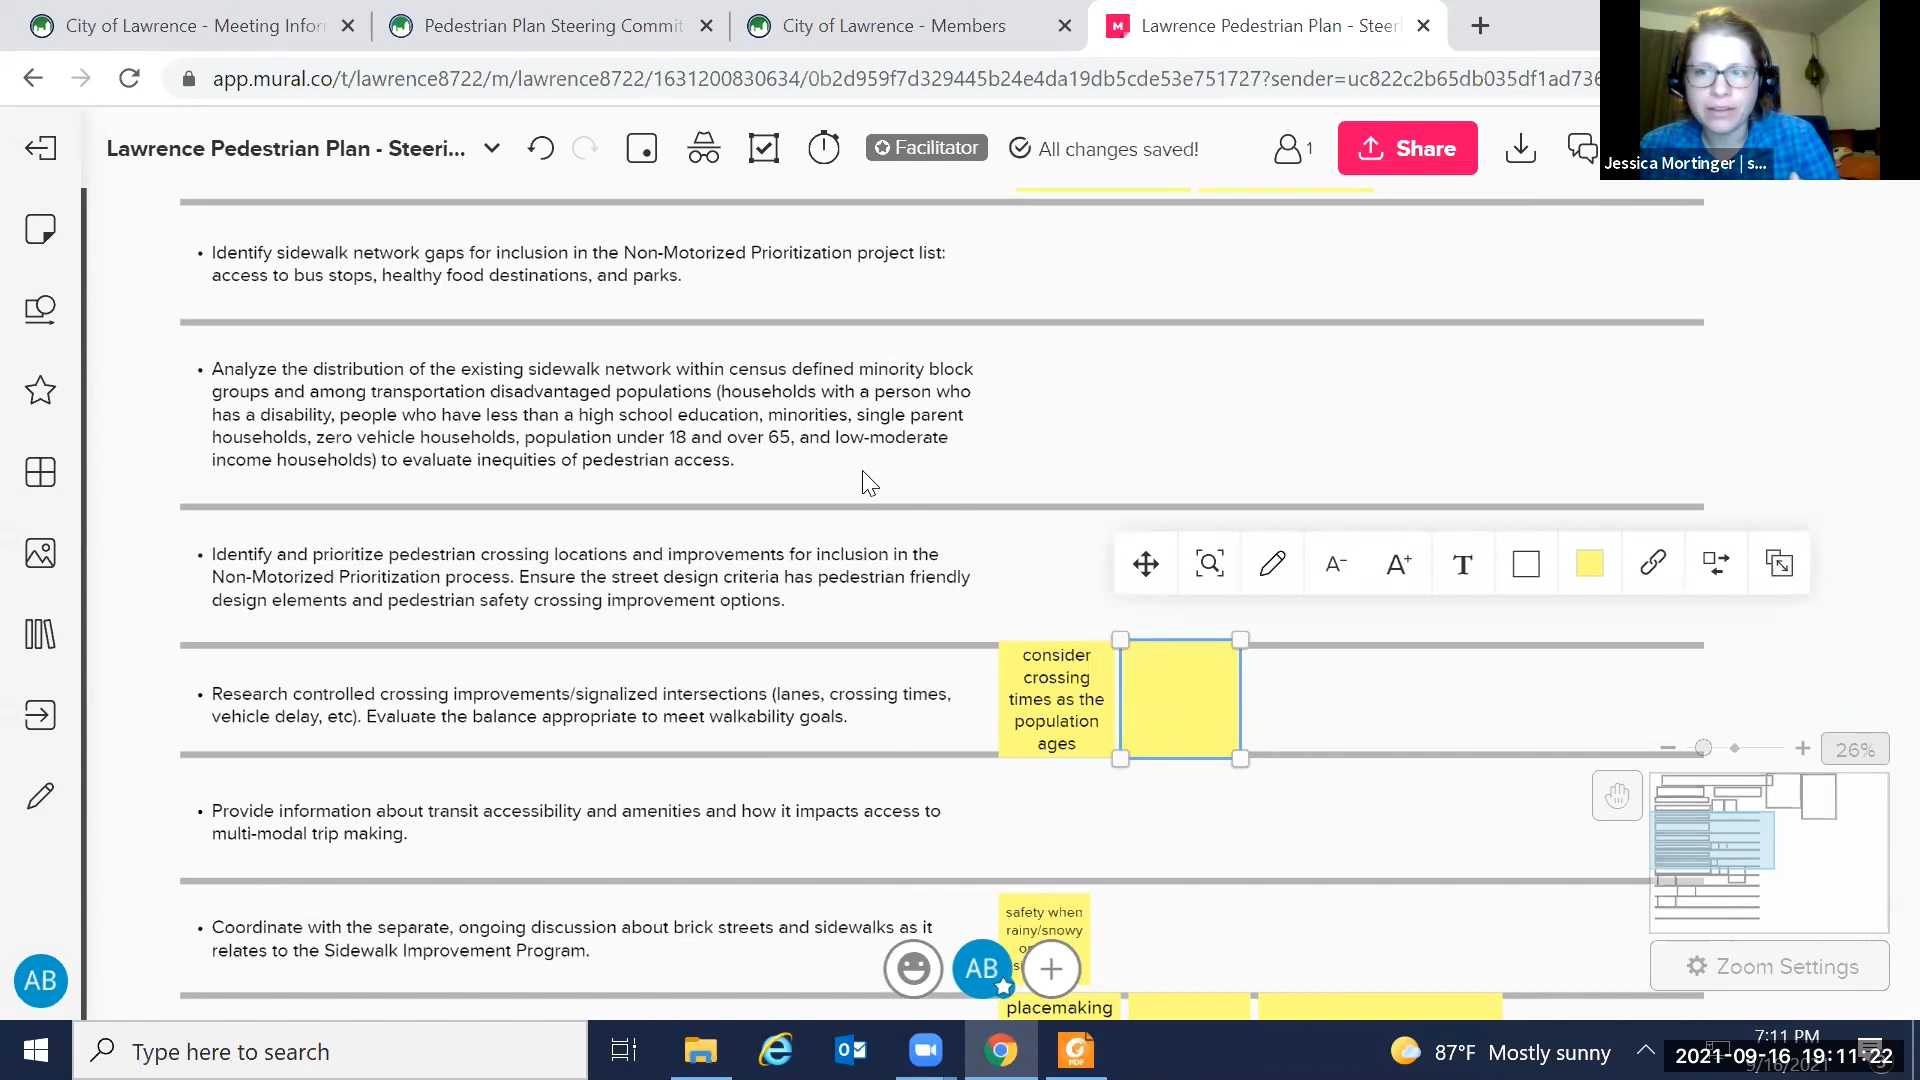 City of Lawrence - Meeting Infor
Pedestrian Plan Steering Committ
City of Lawrence - Members
Lawrence Pedestrian Plan - Steeri
app.mural.co/t/lawrence8722/m/lawrence8722/1631200830634/0b2d959f7d329445b24e4da19db5cde53e751727?sender=uc822c2b65db035df1ad736
Jessica Mortinger | s...
Lawrence Pedestrian Plan - Steeri...
Facilitator
All changes saved!
1
Share
• Identify sidewalk network gaps for inclusion in the Non-Motorized Prioritization project list:
access to bus stops, healthy food destinations, and parks.
• Analyze the distribution of the existing sidewalk network within census defined minority block
groups and among transportation disadvantaged populations (households with a person who
has a disability, people who have less than a high school education, minorities, single parent
households, zero vehicle households, population under 18 and over 65, and low-moderate
income households) to evaluate inequities of pedestrian access.
• Identify and prioritize pedestrian crossing locations and improvements for inclusion in the
Non-Motorized Prioritization process. Ensure the street design criteria has pedestrian friendly
design elements and pedestrian safety crossing improvement options.
A- A+ T
• Research controlled crossing improvements/signalized intersections (lanes, crossing times,
vehicle delay, etc). Evaluate the balance appropriate to meet walkability goals.
consider
crossing
times as the
population
ages
26%
• Provide information about transit accessibility and amenities and how it impacts access to
multi-modal trip making.
• Coordinate with the separate, ongoing discussion about brick streets and sidewalks as it
relates to the Sidewalk Improvement Program.
safety when
rainy/snowy
AB
AB
placemaking
Zoom Settings
Type here to search
87°F Mostly sunny
7:11 PM
9/16/2021
2021-09-16 19:11:22